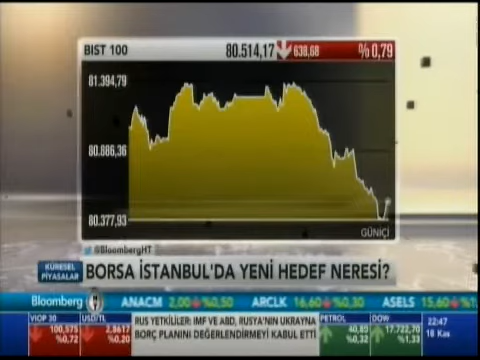 BIST 100 80.514,17 638,68 %0,79
81.394,79
80.886,36
80.377,93
GÜNİÇİ
@BloombergHT
KÜRESEL
PİYASALAR
BORSA İSTANBUL'DA YENİ HEDEF NERESİ?
Bloomberg ANACM 2,00 %0,50 ARCLK 16,60 %0,30 ASELS 15,60
VIOP 30 USD/TL
100,575 2,8617
%0,72 %0,20
RUS YETKİLİLER: IMF VE ABD, RUSYA'NIN UKRAYNA
BORÇ PLANINI DEĞERLENDİRMEYİ KABUL ETTİ
PETROL DOW
40,89 17.722,70
%0,32 %1,33
22:47
18 Kas